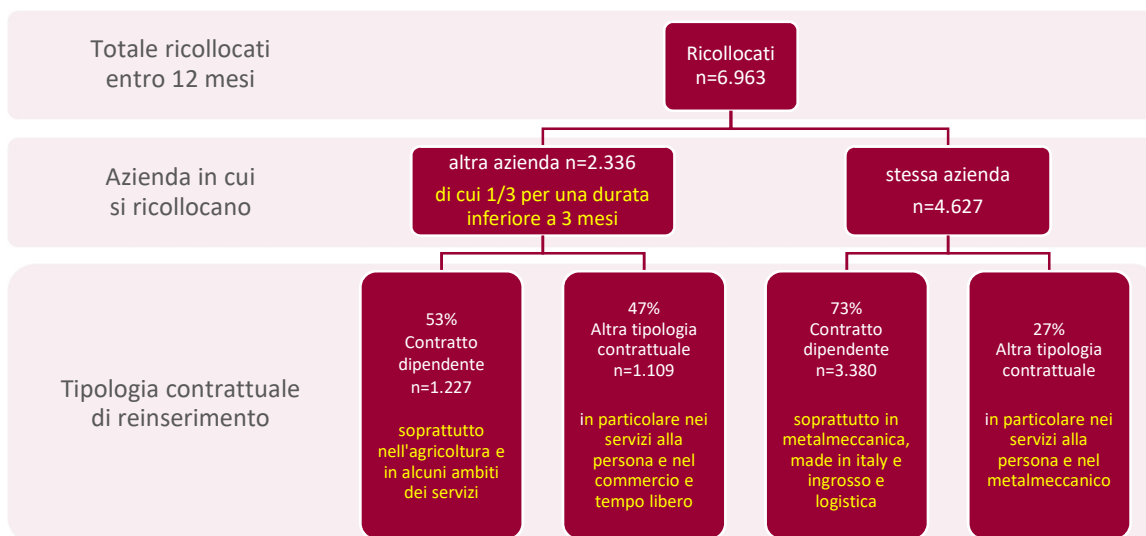 Totale ricollocati
entro 12 mesi
Ricollocati
n=6.963
Azienda in cui
si ricollocano
altra azienda n=2.336
di cui 1/3 per una durata
inferiore a 3 mesi
stessa azienda
n=4.627
Tipologia contrattuale
di reinserimento
53%
Contratto
dipendente
n=1.227
soprattutto
nell'agricoltura e
in alcuni ambiti
dei servizi
47%
Altra tipologia
contrattuale
n=1.109
in particolare nei
servizi alla
persona e nel
commercio e
tempo libero
73%
Contratto
dipendente
n=3.380
soprattutto in
metalmeccanica,
made in italy e
ingrosso e
logistica
27%
Altra tipologia
contrattuale
in particolare nei
servizi alla
persona e nel
metalmeccanico